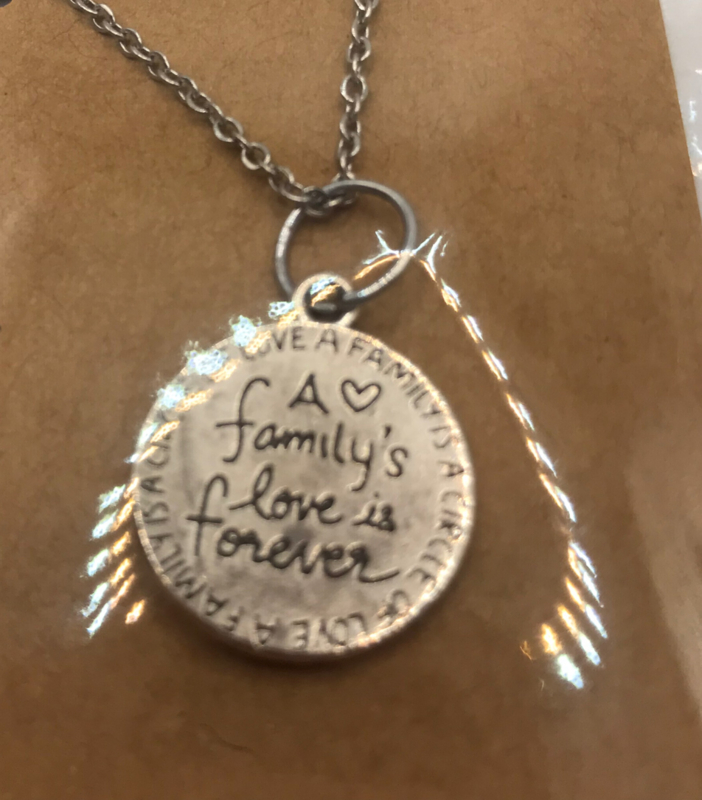 A ♡
family's
love is
forever
LOVE A FAMILY IS A CIRCLE OF LOVE A FAMILY IS A